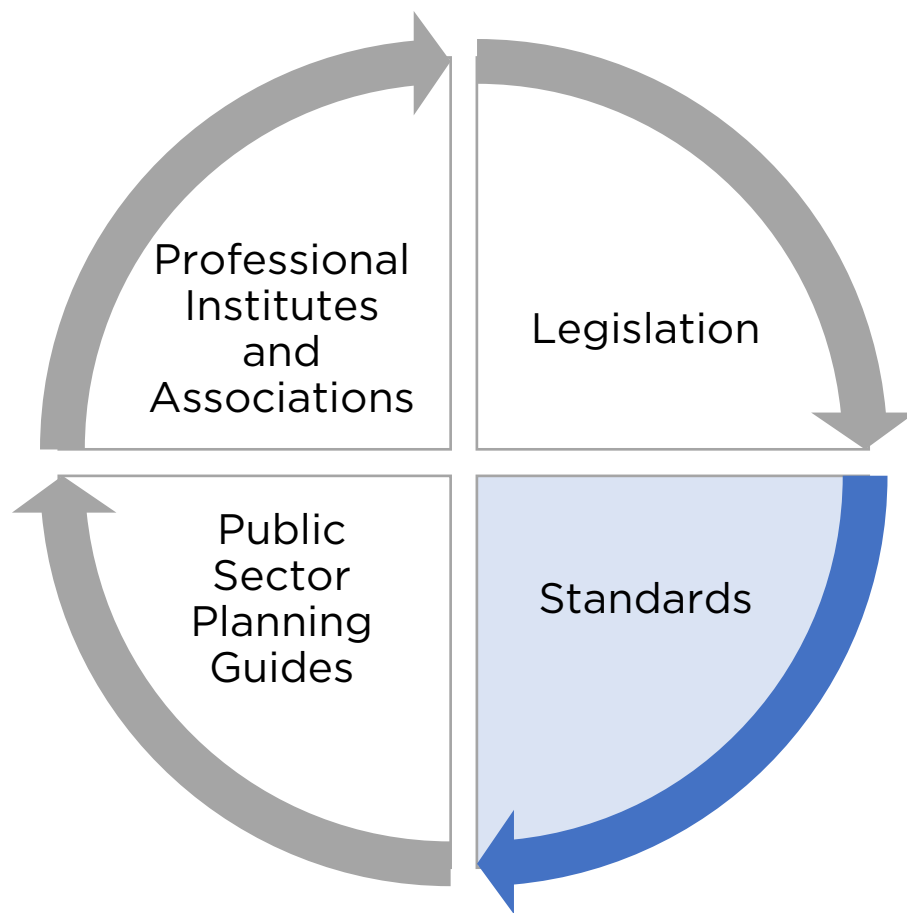 Professional
Institutes
and
Associations
Legislation
Public
Sector
Planning
Guides
Standards